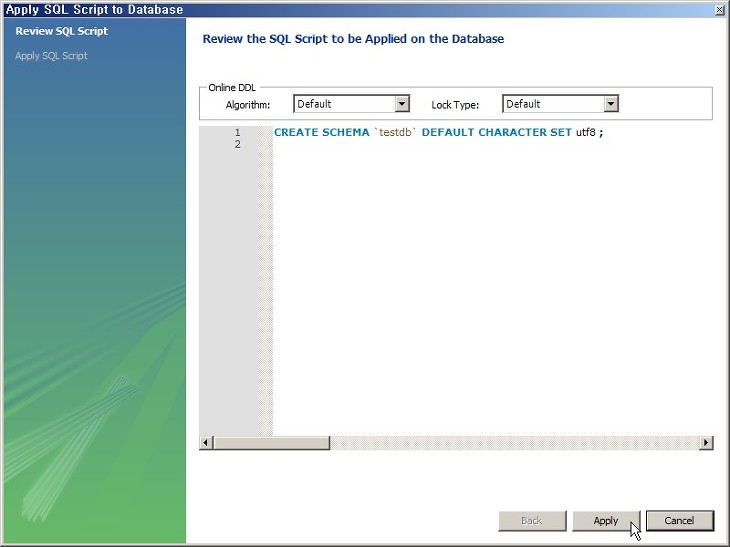 Apply SQL Script to Database
Review SQL Script
Apply SQL Script
Review the SQL Script to be Applied on the Database
Online DDL
Algorithm: Default Lock Type: Default
1 CREATE SCHEMA `testdb` DEFAULT CHARACTER SET utf8 ;
2
Back Apply Cancel